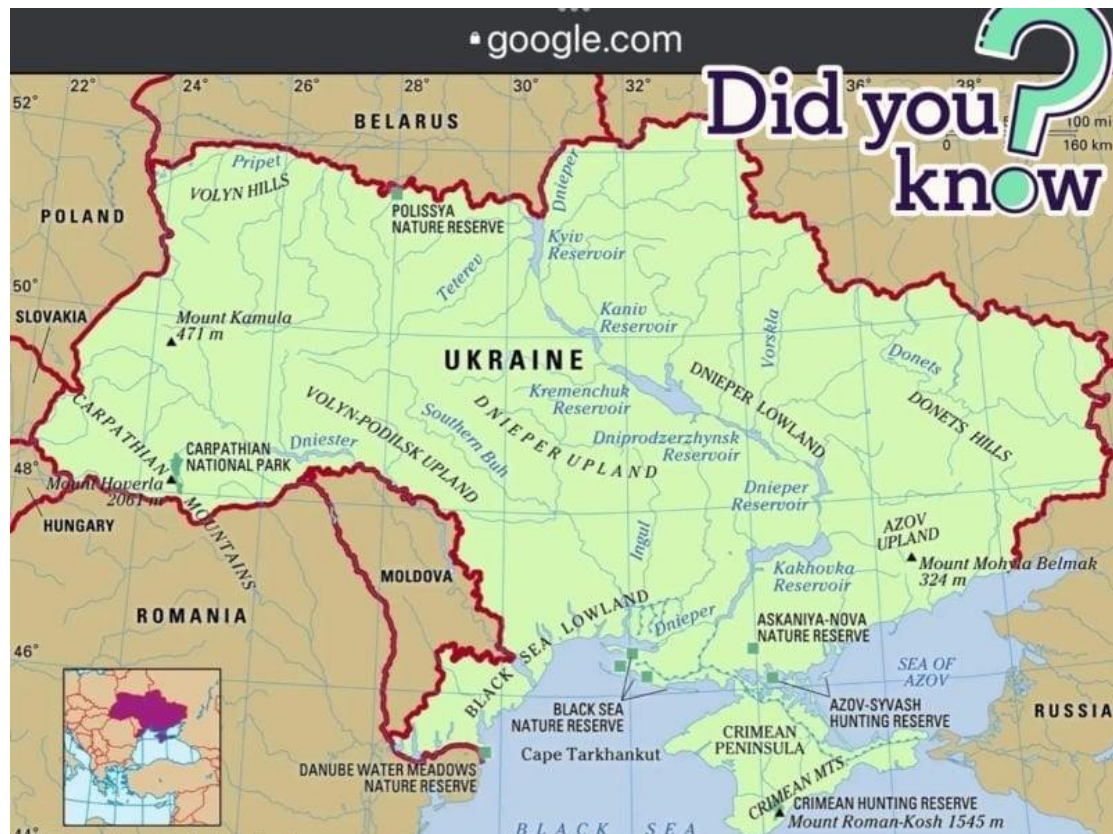 google.com
Did you
know
?
22°
24°
26°
28°
30°
32°
36°
38°
52°
50°
48°
46°
44°
100 mi
0
160 km
BELARUS
POLAND
SLOVAKIA
HUNGARY
ROMANIA
MOLDOVA
RUSSIA
UKRAINE
Pripet
VOLYN HILLS
POLISSYA
NATURE RESERVE
Dnieper
Kyiv
Reservoir
Teterev
Mount Kamula
471 m
Kaniv
Reservoir
Vorskla
Donets
DONETS HILLS
DNIEPER LOWLAND
Kremenchuk
Reservoir
DNIEPER UPLAND
Dniprodzerzhynsk
Reservoir
VOLYN-PODILSK UPLAND
Southern Buh
Dniester
CARPATHIAN MOUNTAINS
CARPATHIAN
NATIONAL PARK
Mount Hoverla
2061 m
Dnieper
Reservoir
Ingul
AZOV
UPLAND
Mount Mohyla Belmak
324 m
Kakhovka
Reservoir
Dnieper
BLACK SEA LOWLAND
ASKANIYA-NOVA
NATURE RESERVE
SEA OF
AZOV
BLACK SEA
NATURE RESERVE
AZOV-SYVASH
HUNTING RESERVE
Cape Tarkhankut
CRIMEAN
PENINSULA
DANUBE WATER MEADOWS
NATURE RESERVE
CRIMEAN MTS.
CRIMEAN HUNTING RESERVE
Mount Roman-Kosh 1545 m
BLACK SEA